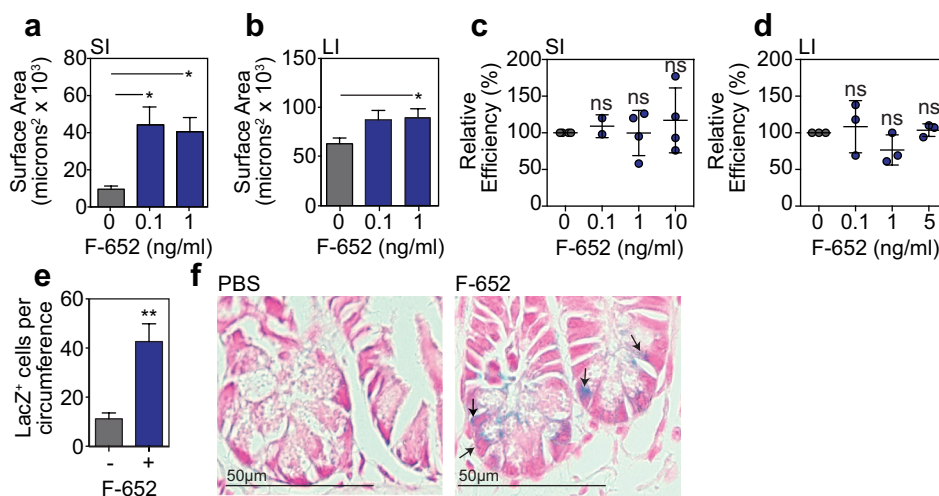 a
SI
Surface Area
(microns² x 10³)
60
40
20
0
*
*
0 0.1 1
F-652 (ng/ml)
b
LI
Surface Area
(microns² x 10³)
150
100
50
0
*
0 0.1 1
F-652 (ng/ml)
c
SI
Relative
Efficiency (%)
200
150
100
50
0
ns
ns
ns
0 0.1 1 10
F-652 (ng/ml)
d
LI
Relative
Efficiency (%)
200
150
100
50
0
ns
ns
ns
0 0.1 1 5
F-652 (ng/ml)
e
LacZ⁺ cells per
circumference
60
40
20
0
**
- +
F-652
f
PBS
50µm
F-652
50µm